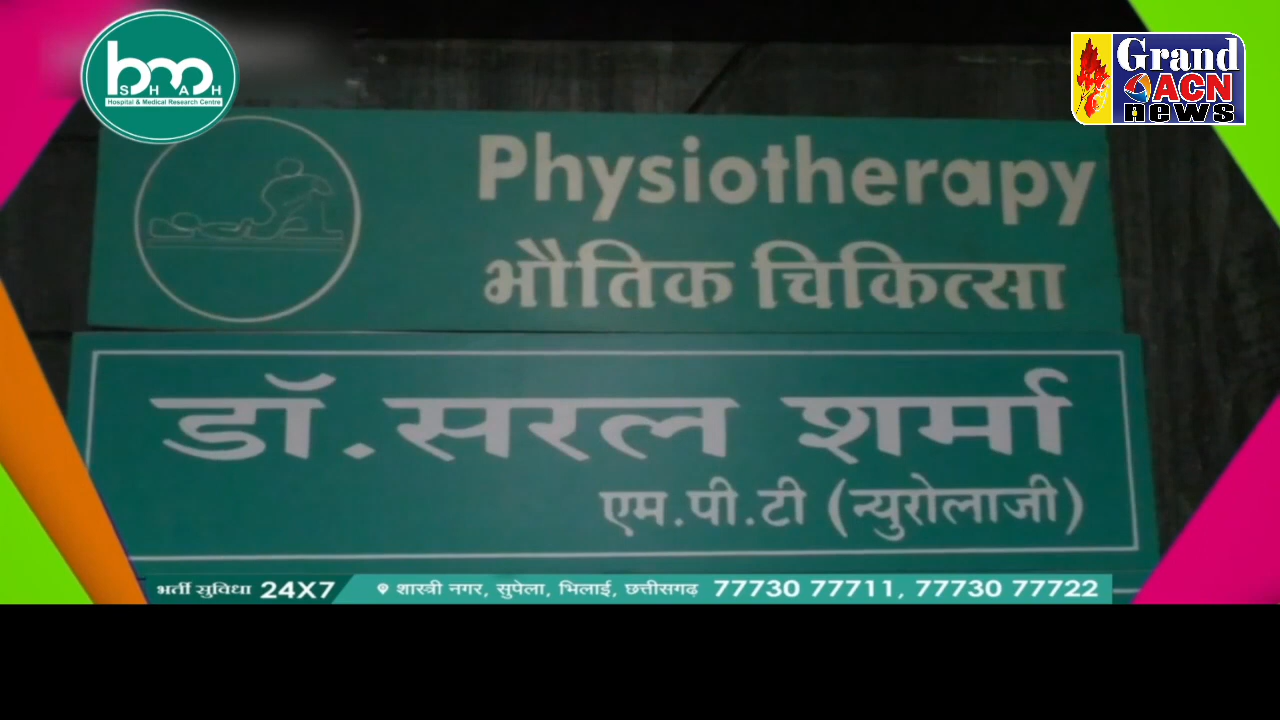 bm
SHAH
Hospital & Medical Research Centre
Grand
ACN
news
Physiotherapy
भौतिक चिकित्सा
डॉ. सरल शर्मा
एम.पी.टी (न्युरोलाजी)
भर्ती सुविधा 24X7
शास्त्री नगर, सुपेला, भिलाई, छत्तीसगढ़ 77730 77711, 77730 77722